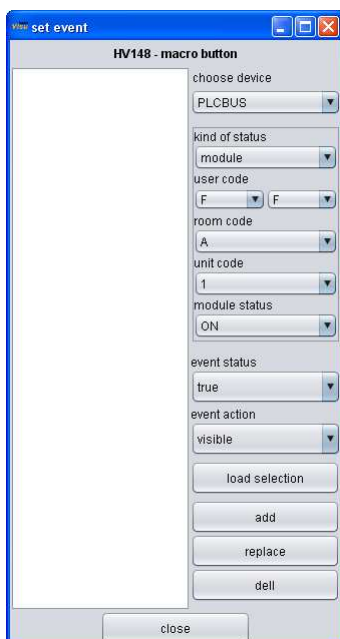 Visu set event
HV148 - macro button
choose device
PLCBUS
kind of status
module
user code
F F
room code
A
unit code
1
module status
ON
event status
true
event action
visible
load selection
add
replace
dell
close